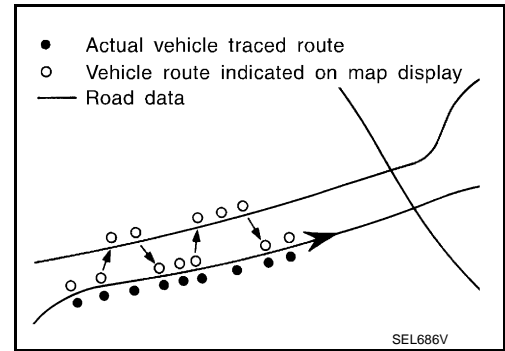 Actual vehicle traced route
Vehicle route indicated on map display
Road data
SEL686V